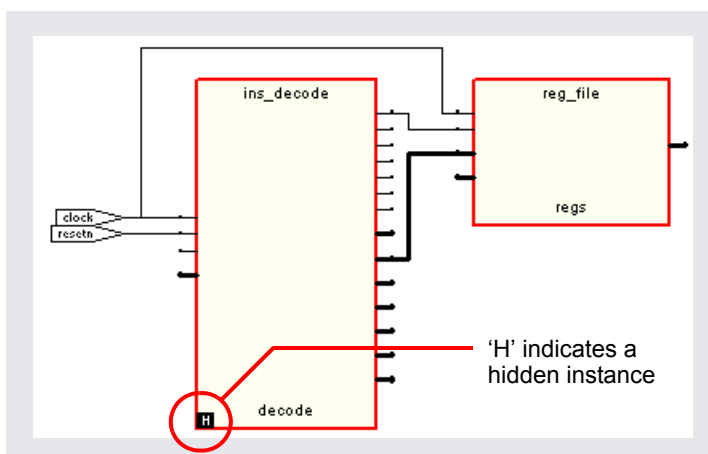 ins_decode
reg_file
clock
resetn
regs
‘H’ indicates a
hidden instance
H
decode